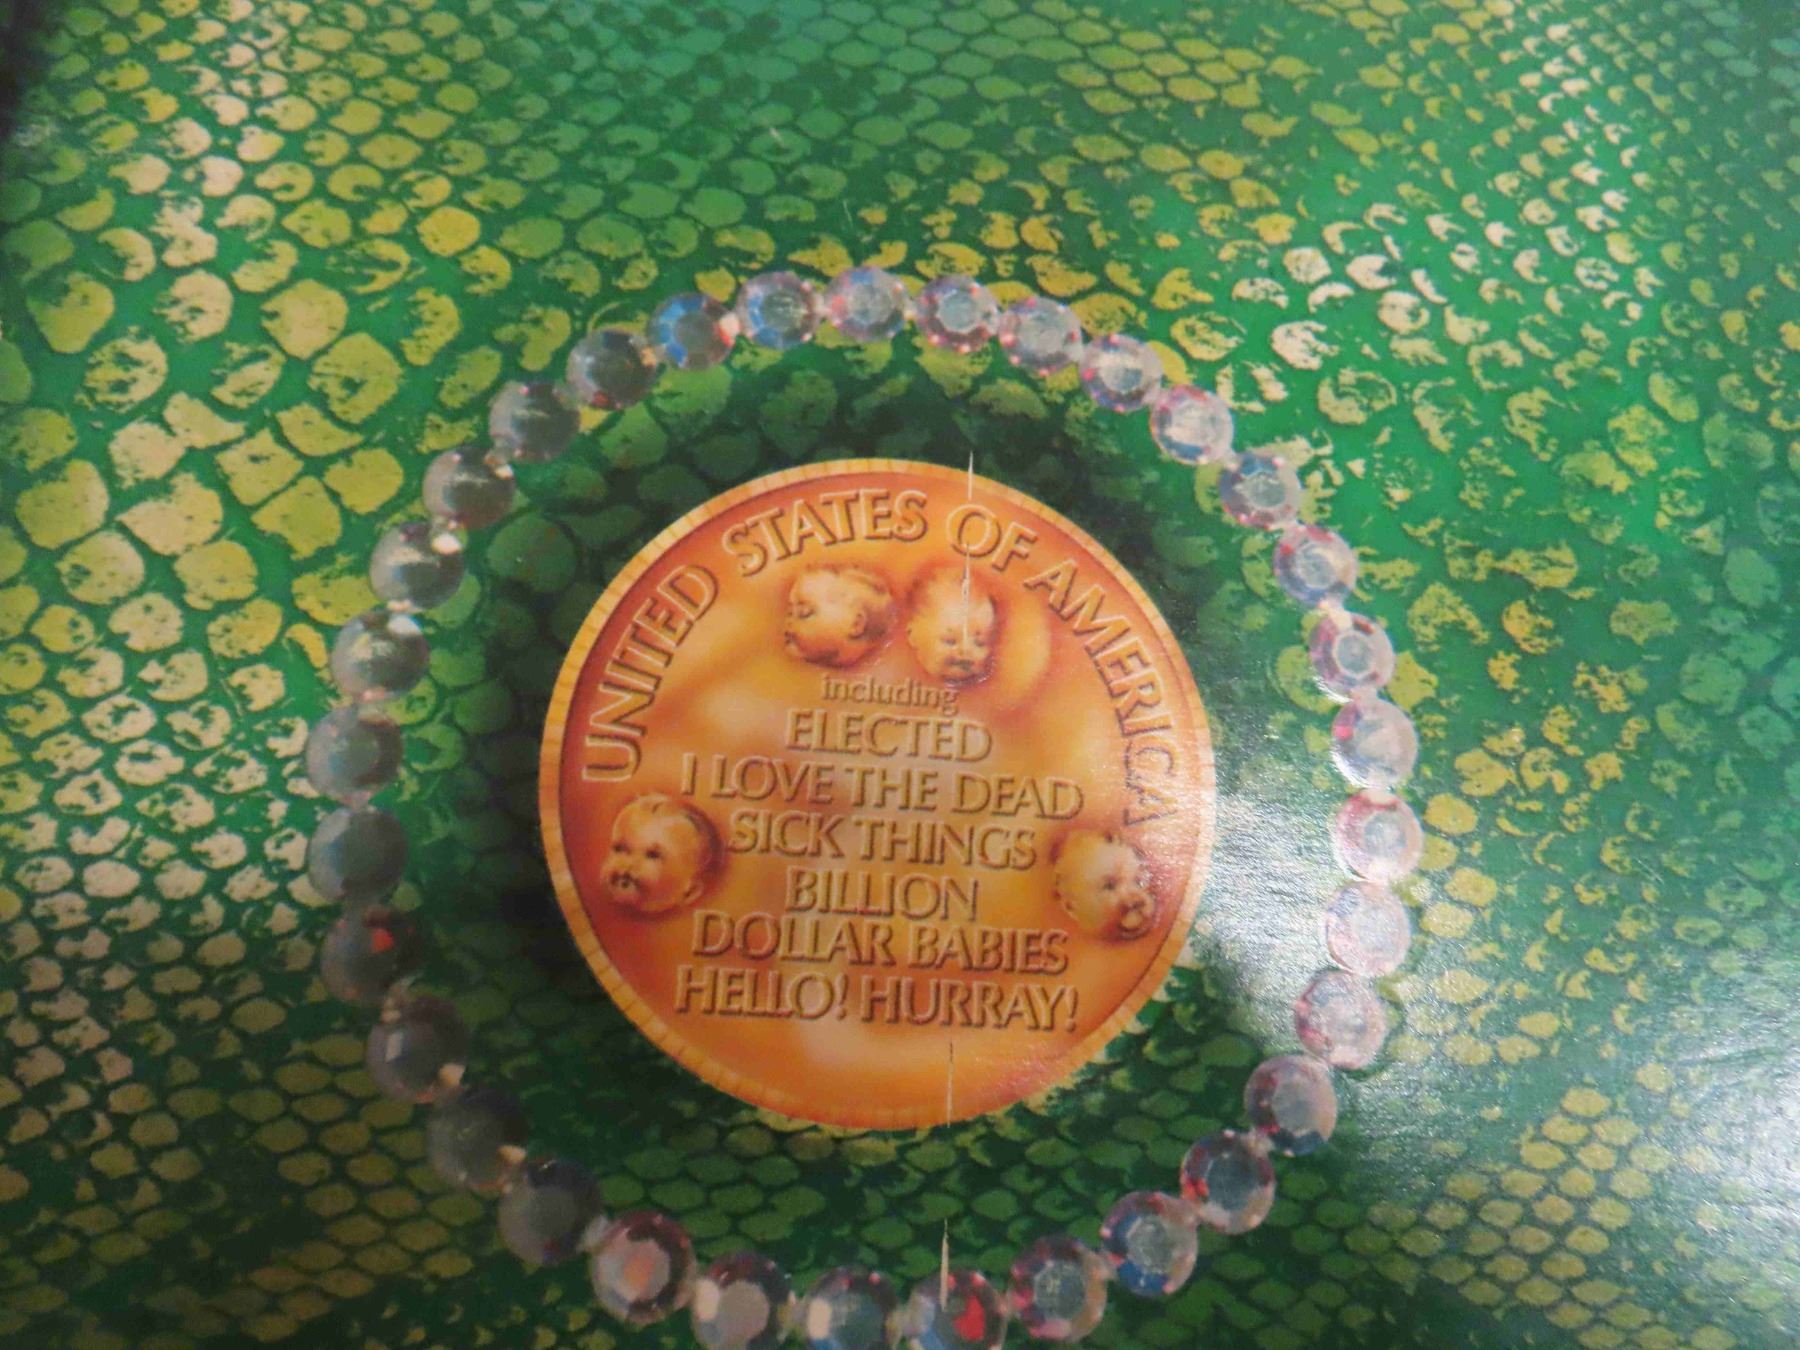 UNITED STATES OF AMERICA
including
ELECTED
I LOVE THE DEAD
SICK THINGS
BILLION
DOLLAR BABIES
HELLO! HURRAY!